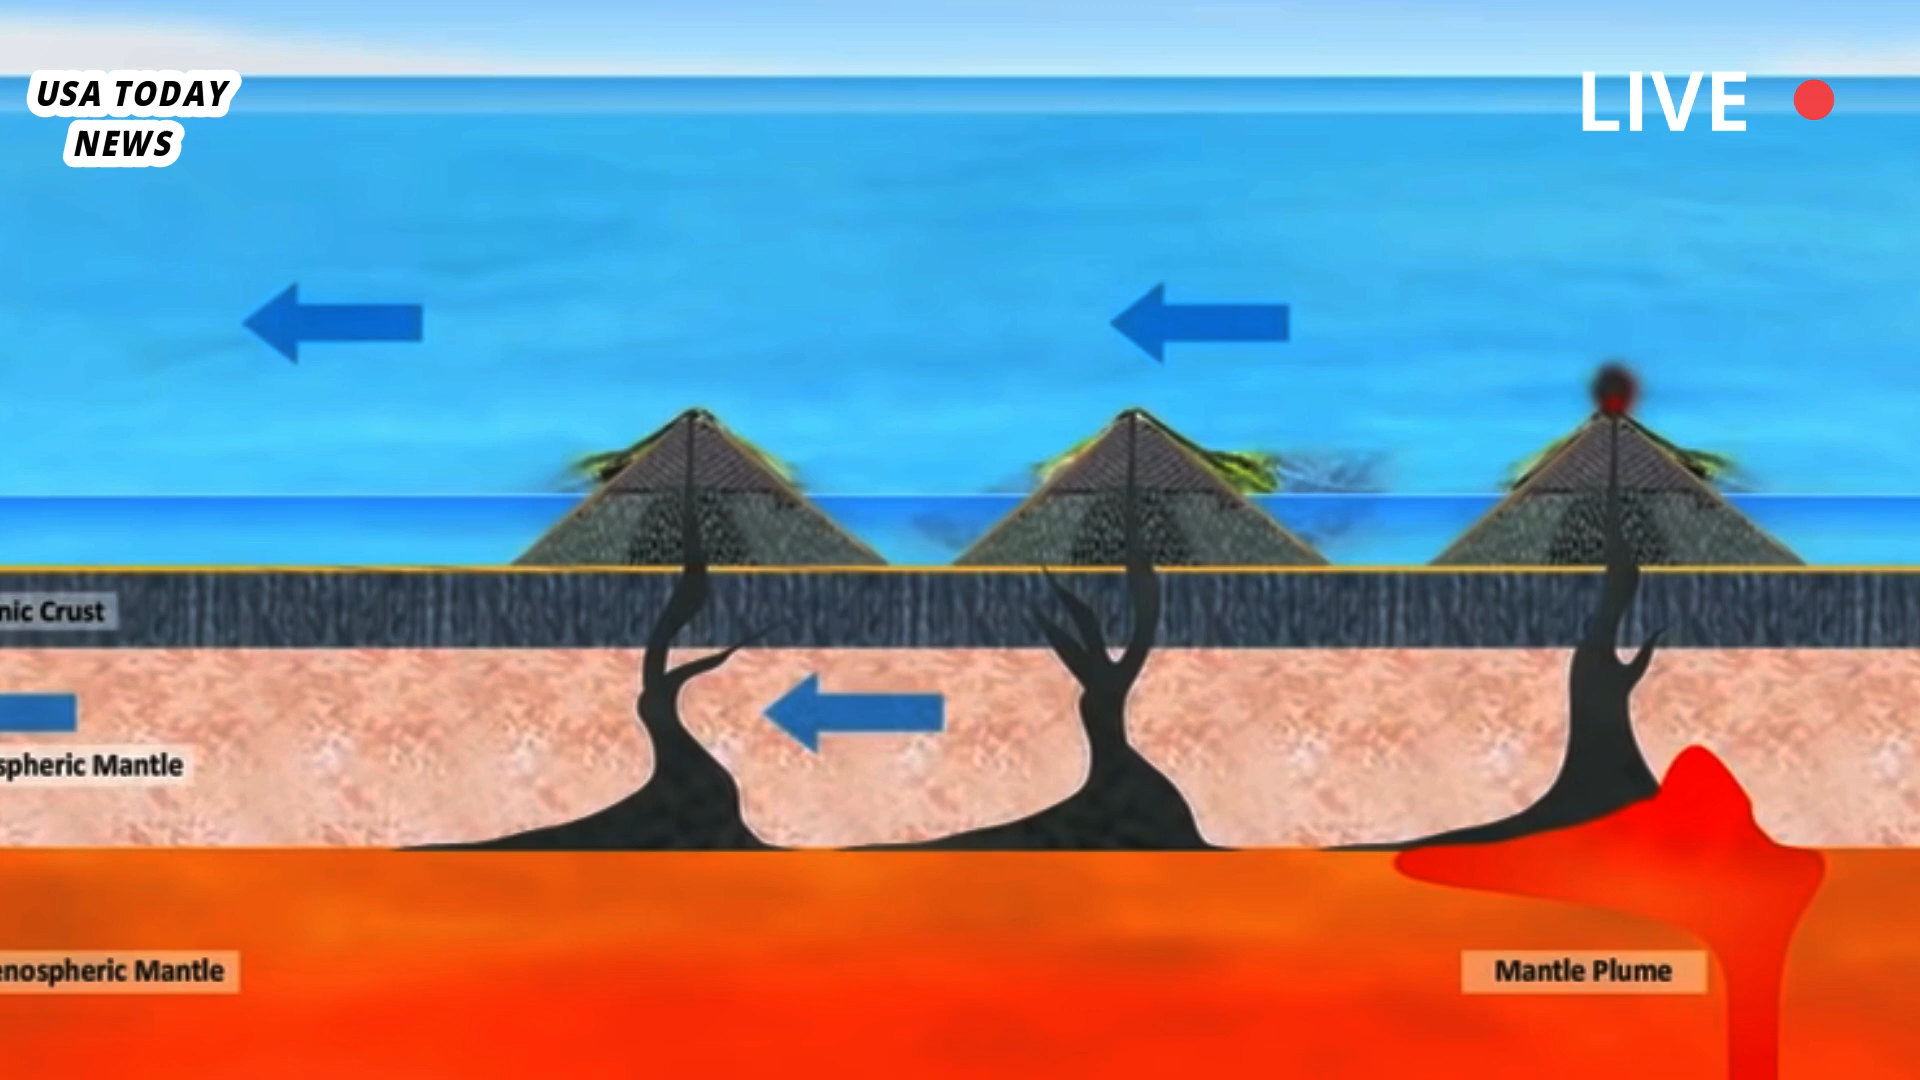 USA TODAY
NEWS
LIVE
nic Crust
spheric Mantle
enospheric Mantle
Mantle Plume